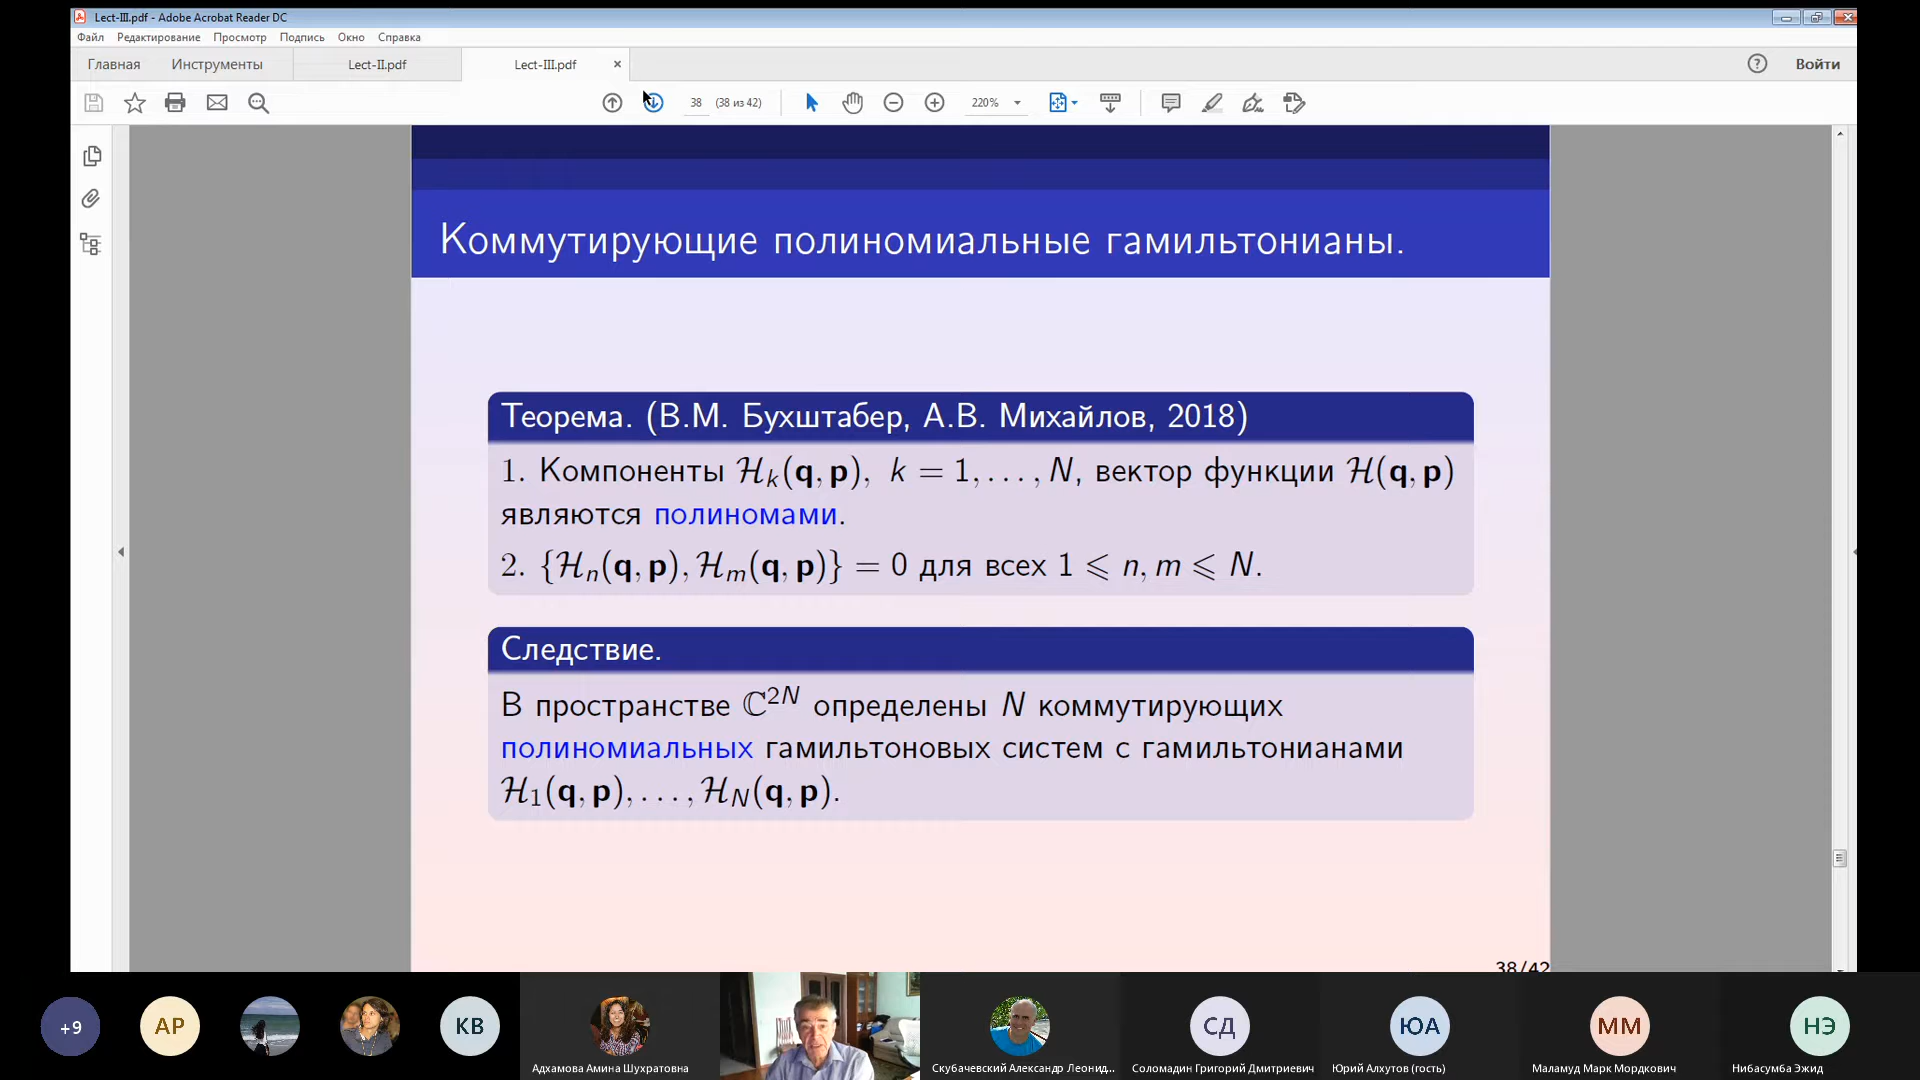 Lect-III.pdf - Adobe Acrobat Reader DC
Файл Редактирование Просмотр Подпись Окно Справка
Главная Инструменты Lect-II.pdf Lect-III.pdf × Войти
38 (38 из 42) 220%
Коммутирующие полиномиальные гамильтонианы.
Теорема. (В.М. Бухштабер, А.В. Михайлов, 2018)
1. Компоненты ℋₖ(q, p), k = 1, . . . , N, вектор функции ℋ(q, p)
являются полиномами.
2. {ℋₙ(q, p), ℋₘ(q, p)} = 0 для всех 1 ⩽ n, m ⩽ N.
Следствие.
В пространстве ℂ²ᴺ определены N коммутирующих
полиномиальных гамильтоновых систем с гамильтонианами
ℋ₁(q, p), . . . , ℋ_N(q, p).
38/42
+9 АР КВ СД ЮА ММ НЭ
Адхамова Амина Шухратовна Скубачевский Александр Леонид... Соломадин Григорий Дмитриевич Юрий Алхутов (гость) Маламуд Марк Мордкович Нибасумба Эжид